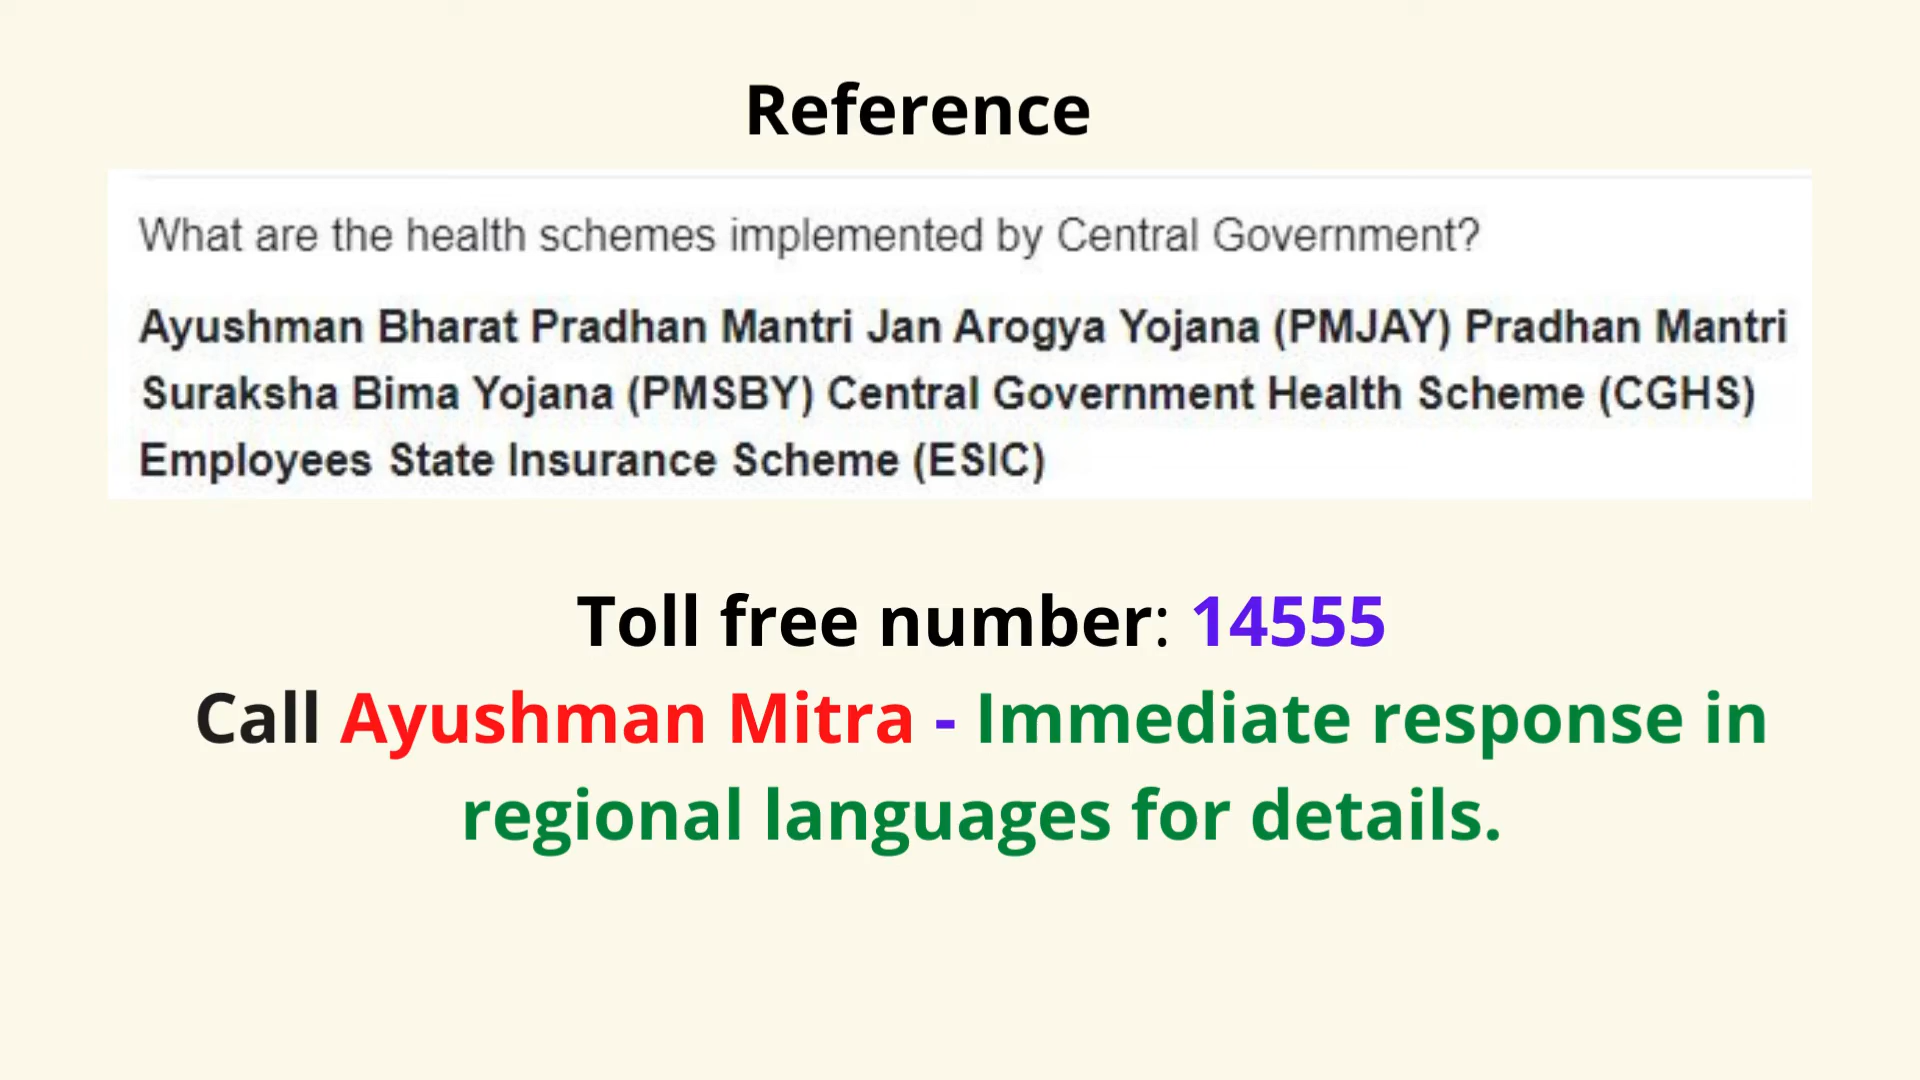 Reference
What are the health schemes implemented by Central Government?
Ayushman Bharat Pradhan Mantri Jan Arogya Yojana (PMJAY) Pradhan Mantri
Suraksha Bima Yojana (PMSBY) Central Government Health Scheme (CGHS)
Employees State Insurance Scheme (ESIC)
Toll free number: 14555
Call Ayushman Mitra - Immediate response in
regional languages for details.